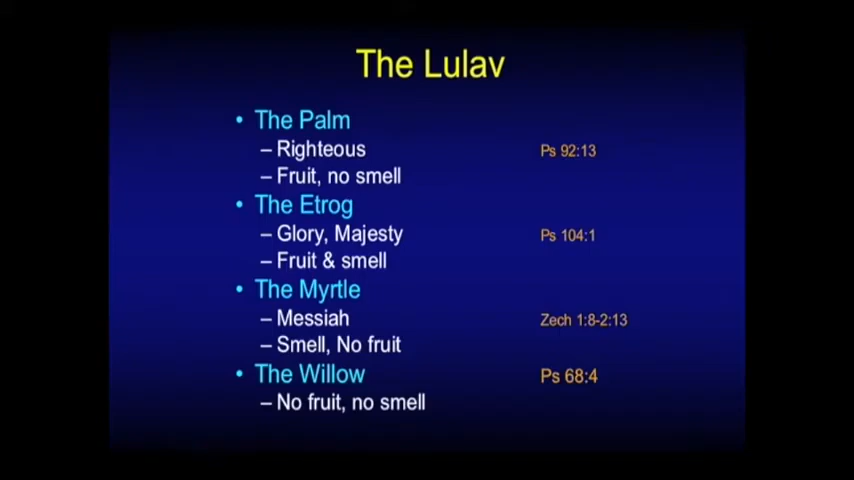 The Lulav
• The Palm
– Righteous Ps 92:13
– Fruit, no smell
• The Etrog
– Glory, Majesty Ps 104:1
– Fruit & smell
• The Myrtle
– Messiah Zech 1:8-2:13
– Smell, No fruit
• The Willow Ps 68:4
– No fruit, no smell